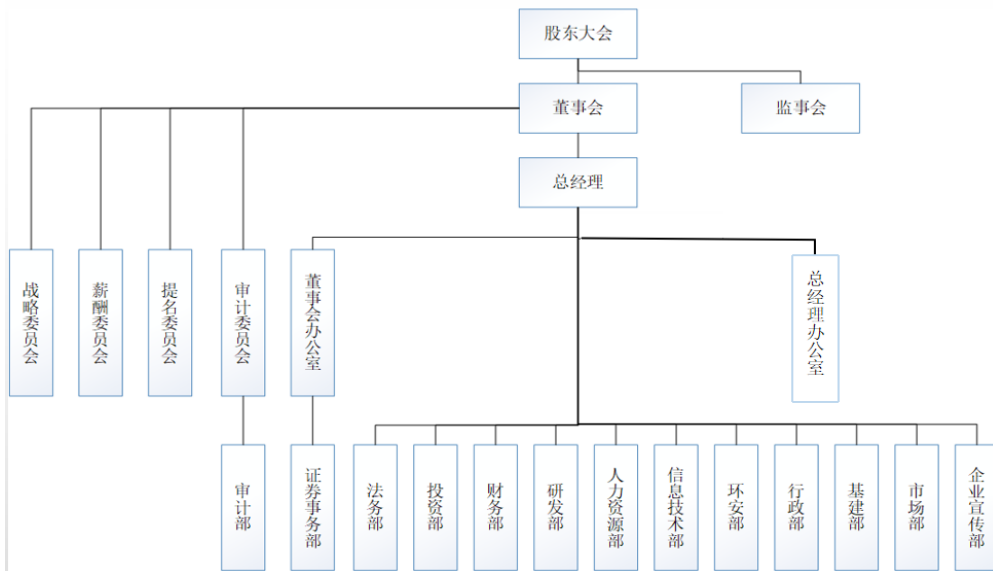 股东大会
董事会
监事会
总经理
战略委员会
薪酬委员会
提名委员会
审计委员会
董事会办公室
总经理办公室
审计部
证券事务部
法务部
投资部
财务部
研发部
人力资源部
信息技术部
环安部
行政部
基建部
市场部
企业宣传部